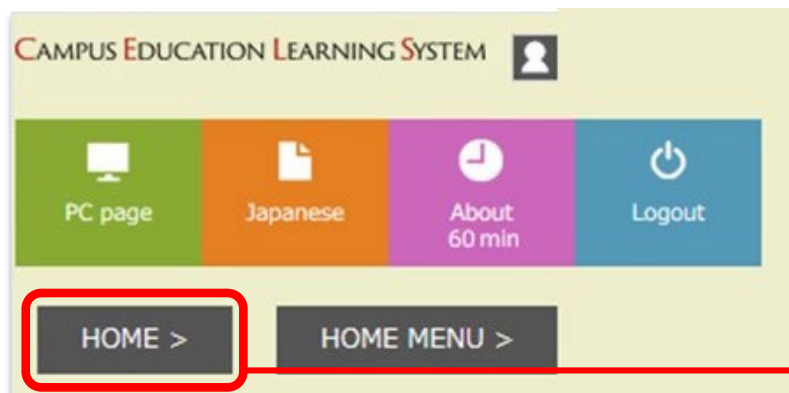 CAMPUS EDUCATION LEARNING SYSTEM
PC page
Japanese
About
60 min
Logout
HOME >
HOME MENU >